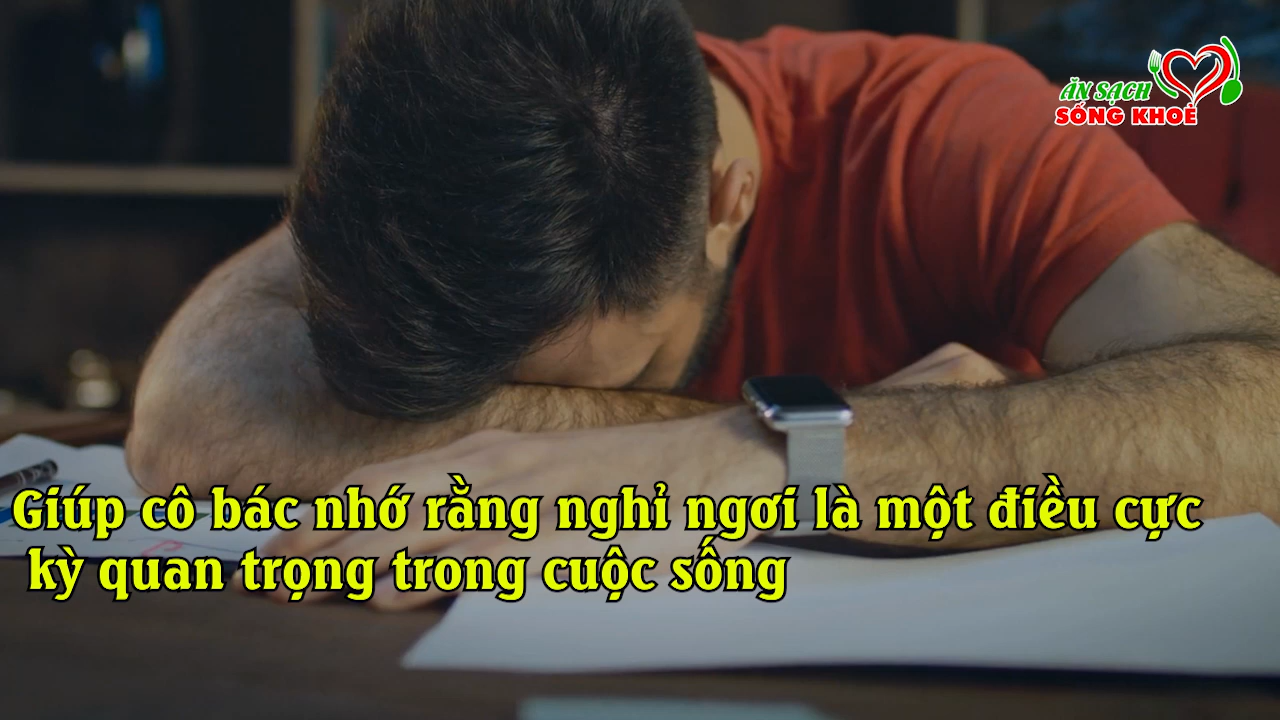 ĂN SẠCH
SỐNG KHOẺ
Giúp cô bác nhớ rằng nghỉ ngơi là một điều cực
kỳ quan trọng trong cuộc sống